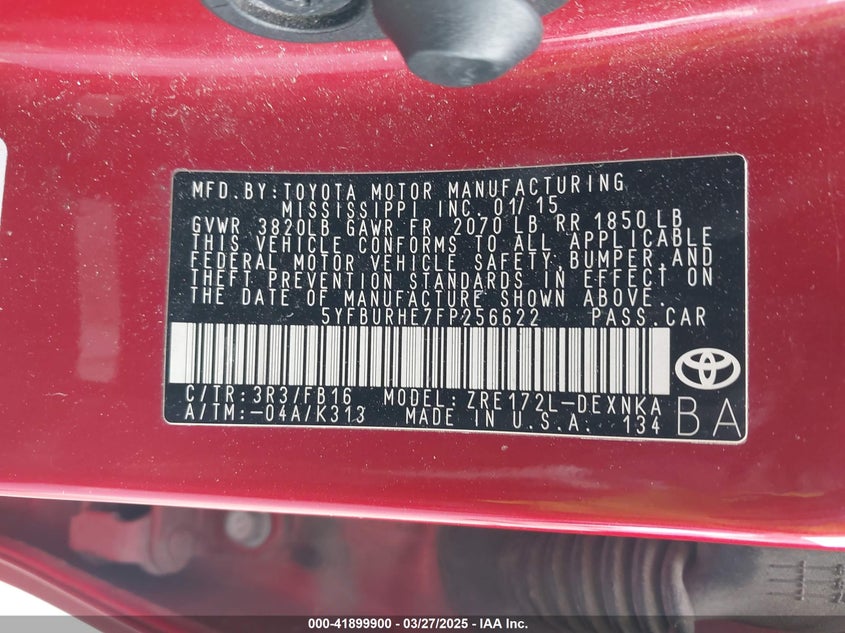 MFD. BY: TOYOTA MOTOR MANUFACTURING
MISSISSIPPI INC. 01/15
GVWR 3820LB GAWR FR 2070 LB RR 1850 LB
THIS VEHICLE CONFORMS TO ALL APPLICABLE
FEDERAL MOTOR VEHICLE SAFETY, BUMPER, AND
THEFT PREVENTION STANDARDS IN EFFECT ON
THE DATE OF MANUFACTURE SHOWN ABOVE.
5YFBURHE7FP256622 PASS. CAR
C/TR: 3R3/FB16 MODEL: ZRE172L-DEXNKA
A/TM: -04A/K313 MADE IN U.S.A. 134
BA
000-41899900 - 03/27/2025 - IAA Inc.